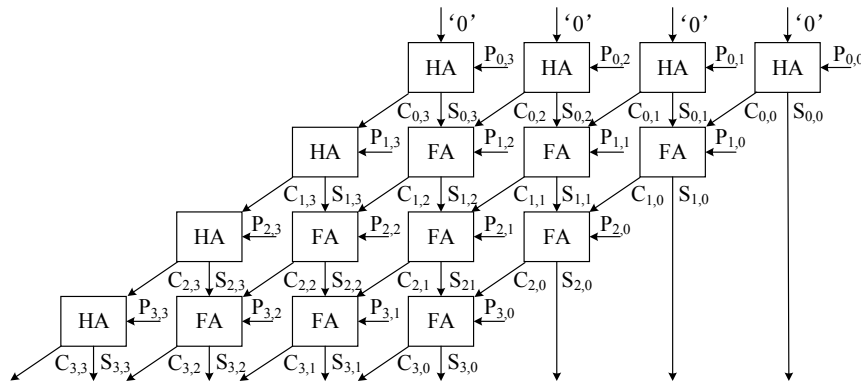 ‘0’ ‘0’ ‘0’ ‘0’
HA P0,3 HA P0,2 HA P0,1 HA P0,0
C0,3 S0,3 C0,2 S0,2 C0,1 S0,1 C0,0 S0,0
HA P1,3 FA P1,2 FA P1,1 FA P1,0
C1,3 S1,3 C1,2 S1,2 C1,1 S1,1 C1,0 S1,0
HA P2,3 FA P2,2 FA P2,1 FA P2,0
C2,3 S2,3 C2,2 S2,2 C2,1 S21 C2,0 S2,0
HA P3,3 FA P3,2 FA P3,1 FA P3,0
C3,3 S3,3 C3,2 S3,2 C3,1 S3,1 C3,0 S3,0